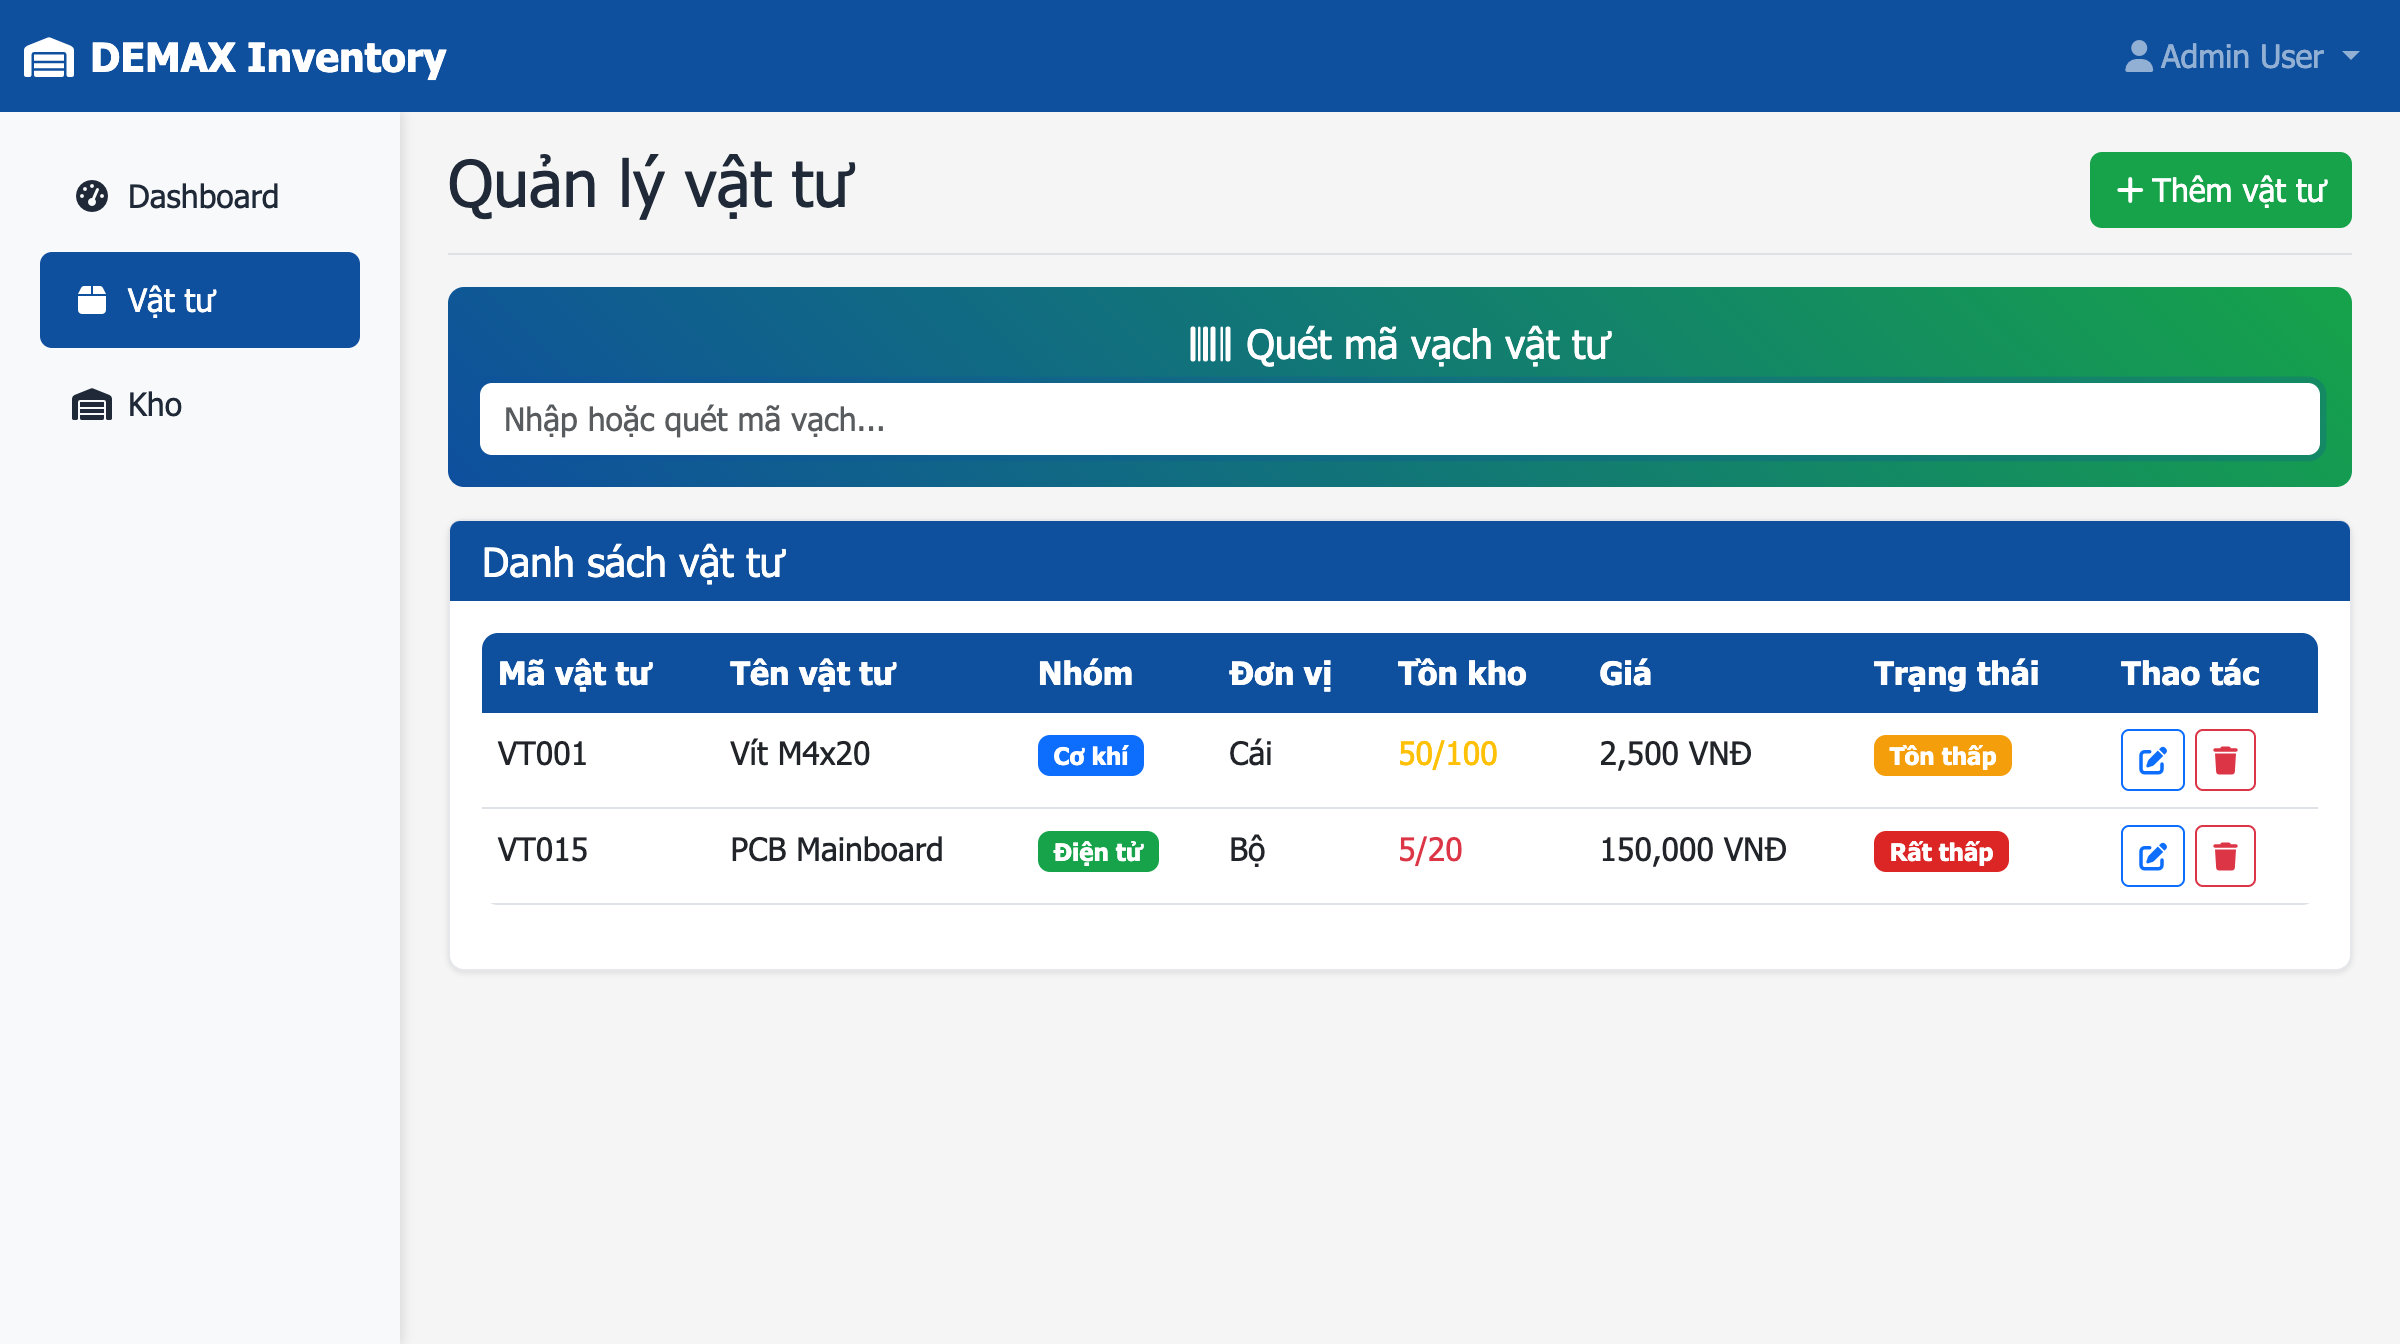 DEMAX Inventory
Admin User
Dashboard
Vật tư
Kho
Quản lý vật tư
Thêm vật tư
Quét mã vạch vật tư
Nhập hoặc quét mã vạch...
Danh sách vật tư
Mã vật tư Tên vật tư Nhóm Đơn vị Tồn kho Giá Trạng thái Thao tác
VT001 Vít M4x20 Cơ khí Cái 50/100 2,500 VNĐ Tồn thấp
VT015 PCB Mainboard Điện tử Bộ 5/20 150,000 VNĐ Rất thấp